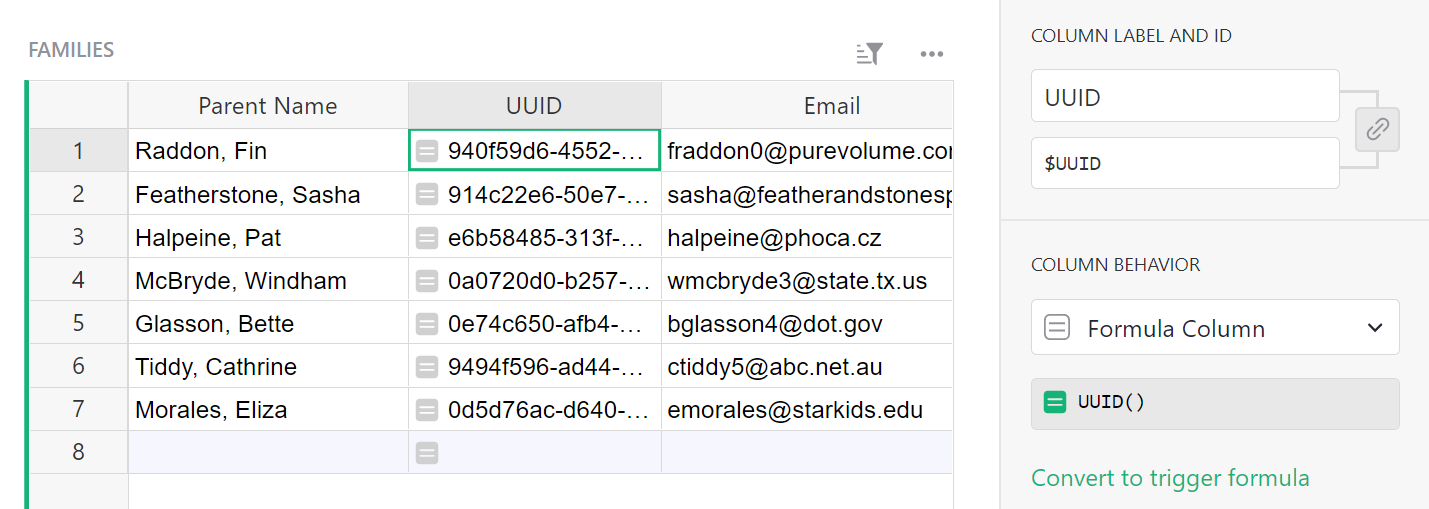 FAMILIES
Parent Name UUID Email
1 Raddon, Fin 940f59d6-4552-... fraddon0@purevolume.cor
2 Featherstone, Sasha 914c22e6-50e7-... sasha@featherandstonesp
3 Halpeine, Pat e6b58485-313f-... halpeine@phoca.cz
4 McBryde, Windham 0a0720d0-b257-... wmcbryde3@state.tx.us
5 Glasson, Bette 0e74c650-afb4-... bglasson4@dot.gov
6 Tiddy, Cathrine 9494f596-ad44-... ctiddy5@abc.net.au
7 Morales, Eliza 0d5d76ac-d640-... emorales@starkids.edu
8
COLUMN LABEL AND ID
UUID
$UUID
COLUMN BEHAVIOR
Formula Column
UUID()
Convert to trigger formula